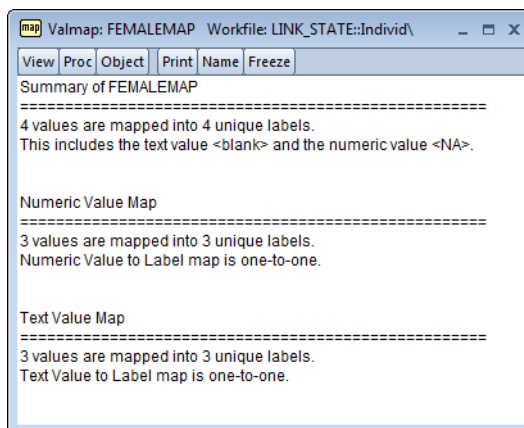 map Valmap: FEMALEMAP Workfile: LINK_STATE::Individ\
View Proc Object Print Name Freeze
Summary of FEMALEMAP
======================================================
4 values are mapped into 4 unique labels.
This includes the text value <blank> and the numeric value <NA>.
Numeric Value Map
======================================================
3 values are mapped into 3 unique labels.
Numeric Value to Label map is one-to-one.
Text Value Map
======================================================
3 values are mapped into 3 unique labels.
Text Value to Label map is one-to-one.